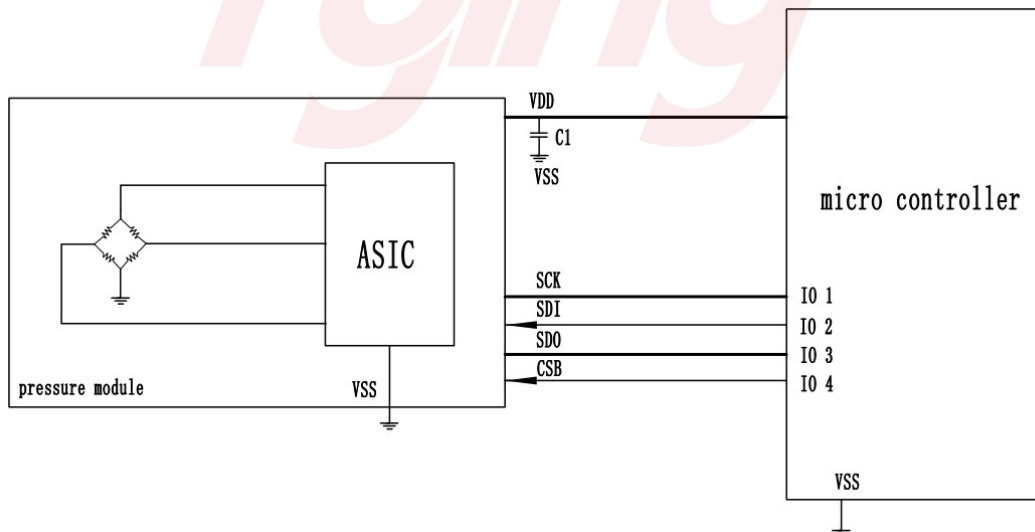 VDD
C1
VSS
micro controller
ASIC
SCK
IO 1
SDI
IO 2
SDO
IO 3
CSB
IO 4
pressure module
VSS
VSS